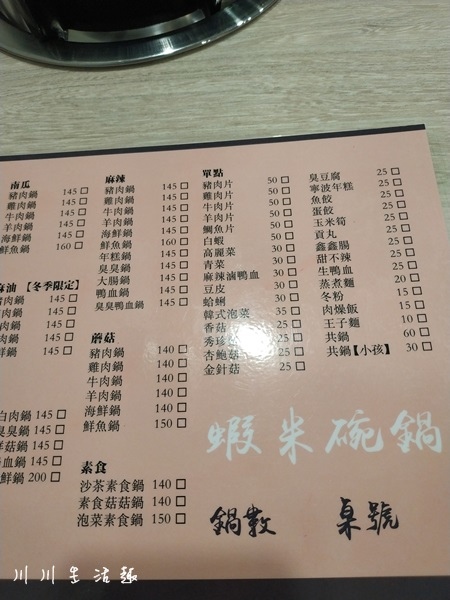 南瓜
豬肉鍋 145 □
雞肉鍋 145 □
牛肉鍋 145 □
羊肉鍋 145 □
海鮮鍋 145 □
鮮魚鍋 160 □
麻油【冬季限定】
肉鍋 145 □
肉鍋 145 □
肉鍋 145 □
肉鍋 145 □
鮮鍋 145 □
白肉鍋 145 □
臭臭鍋 145 □
菇鍋 145 □
血鍋 145 □
鮮鍋 200 □
麻辣
豬肉鍋 145 □
雞肉鍋 145 □
牛肉鍋 145 □
羊肉鍋 145 □
海鮮鍋 145 □
鮮魚鍋 160 □
年糕鍋 145 □
臭臭鍋 145 □
大腸鍋 145 □
鴨血鍋 145 □
鴨血臭臭鍋 145 □
蘑菇
豬肉鍋 140 □
雞肉鍋 140 □
牛肉鍋 140 □
羊肉鍋 140 □
海鮮鍋 140 □
鮮魚鍋 150 □
素食
沙茶素食鍋 140 □
素食菇菇鍋 140 □
泡菜素食鍋 150 □
單點
豬肉片 50 □
雞肉片 50 □
牛肉片 50 □
羊肉片 50 □
鯛魚片 50 □
白蝦 50 □
高麗菜 30 □
青菜 30 □
麻辣滷鴨血 30 □
豆皮 30 □
蛤蜊 30 □
韓式泡菜 35 □
香菇 25 □
秀珍菇 25 □
杏鮑菇 25 □
金針菇 25 □
臭豆腐 25 □
寧波年糕 25 □
魚餃 25 □
蛋餃 25 □
玉米筍 25 □
貢丸 25 □
鑫鑫腸 25 □
甜不辣 25 □
生鴨血 25 □
蒸煮麵 20 □
冬粉 15 □
肉燥飯 15 □
王子麵 10 □
共鍋 60 □
共鍋【小孩】 30 □
蝦米碗鍋
鍋數 桌號
川川生活趣